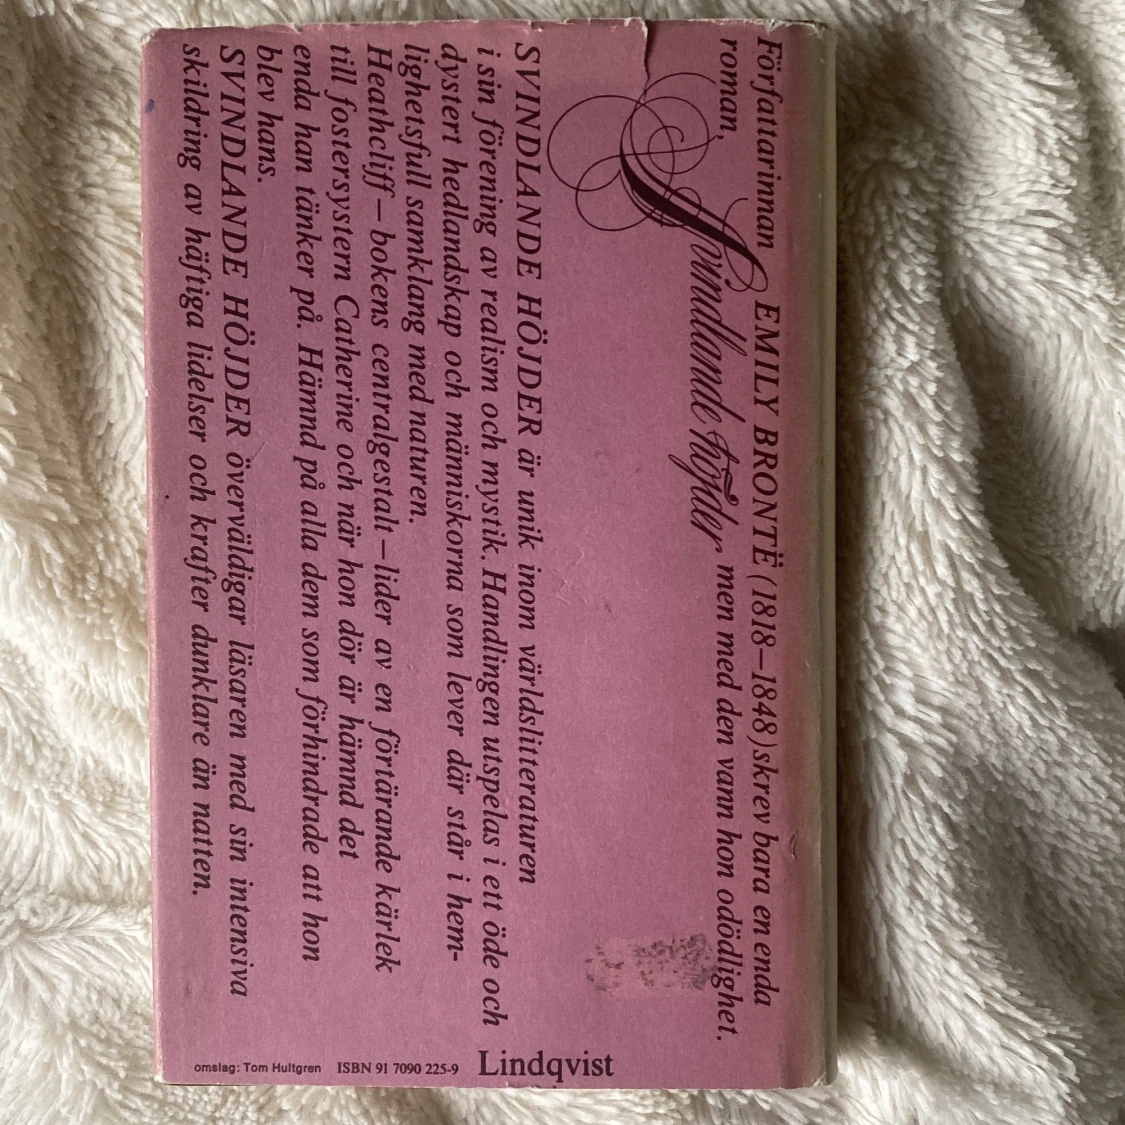 Författarinnan EMILY BRONTË (1818–1848) skrev bara en enda
roman, Svindlande höjder men med den vann hon odödlighet.
SVINDLANDE HÖJDER är unik inom världslitteraturen
i sin förening av realism och mystik. Handlingen utspelas i ett öde och
dystert hedlandskap och människorna som lever där står i hem-
lighetsfull samklang med naturen.
Heathcliff – bokens centralgestalt – lider av en förtärande kärlek
till fostersystern Catherine och när hon dör är hämnd det
enda han tänker på. Hämnd på alla dem som förhindrade att hon
blev hans.
SVINDLANDE HÖJDER överväldigar läsaren med sin intensiva
skildring av häftiga lidelser och krafter dunklare än natten.
omslag: Tom Hultgren ISBN 91 7090 225-9 Lindqvist